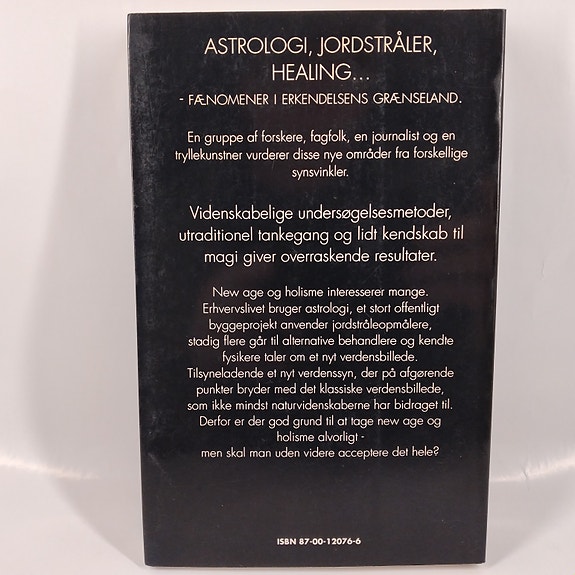 ASTROLOGI, JORDSTRÅLER,
HEALING...
- FÆNOMENER I ERKENDELSENS GRÆNSELAND.
En gruppe af forskere, fagfolk, en journalist og en
tryllekunstner vurderer disse nye områder fra forskellige
synsvinkler.
Videnskabelige undersøgelsesmetoder,
utraditionel tankegang og lidt kendskab til
magi giver overraskende resultater.
New age og holisme interesserer mange.
Erhvervslivet bruger astrologi, et stort offentligt
byggeprojekt anvender jordstråleopmålere,
stadig flere går til alternative behandlere og kendte
fysikere taler om et nyt verdensbillede.
Tilsyneladende et nyt verdenssyn, der på afgørende
punkter bryder med det klassiske verdensbillede,
som ikke mindst naturvidenskaberne har bidraget til.
Derfor er der god grund til at tage new age og
holisme alvorligt -
men skal man uden videre acceptere det hele?
ISBN 87-00-12076-6